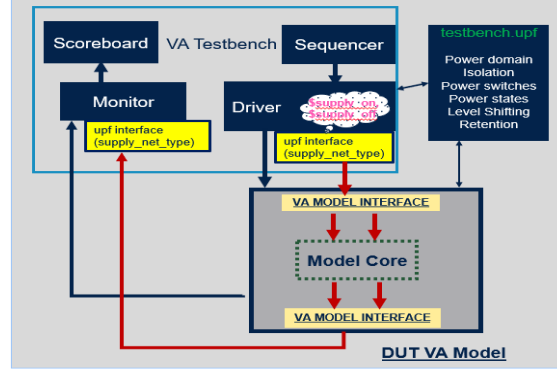 Scoreboard
VA Testbench
Sequencer
Monitor
upf interface
(supply_net_type)
Driver
$supply_on
$supply_off
upf interface
(supply_net_type)
testbench.upf
Power domain
Isolation
Power switches
Power states
Level Shifting
Retention
VA MODEL INTERFACE
Model Core
VA MODEL INTERFACE
DUT VA Model